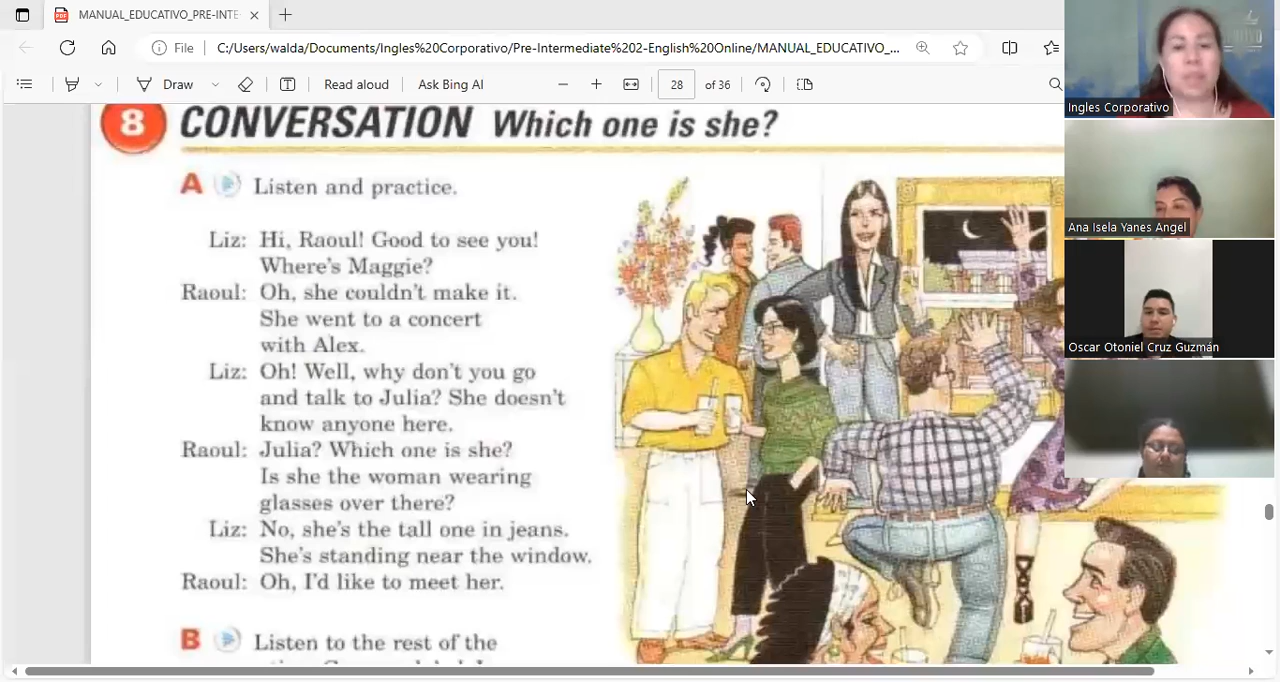 MANUAL_EDUCATIVO_PRE-INTE
File
C:/Users/walda/Documents/Ingles%20Corporativo/Pre-Intermediate%202-English%20Online/MANUAL_EDUCATIVO_...
Draw
Read aloud
Ask Bing AI
28
of 36
8 CONVERSATION Which one is she?
A Listen and practice.
Liz: Hi, Raoul! Good to see you!
Where's Maggie?
Raoul: Oh, she couldn't make it.
She went to a concert
with Alex.
Liz: Oh! Well, why don't you go
and talk to Julia? She doesn't
know anyone here.
Raoul: Julia? Which one is she?
Is she the woman wearing
glasses over there?
Liz: No, she's the tall one in jeans.
She's standing near the window.
Raoul: Oh, I'd like to meet her.
B Listen to the rest of the
Ingles Corporativo
Ana Isela Yanes Angel
Oscar Otoniel Cruz Guzmán